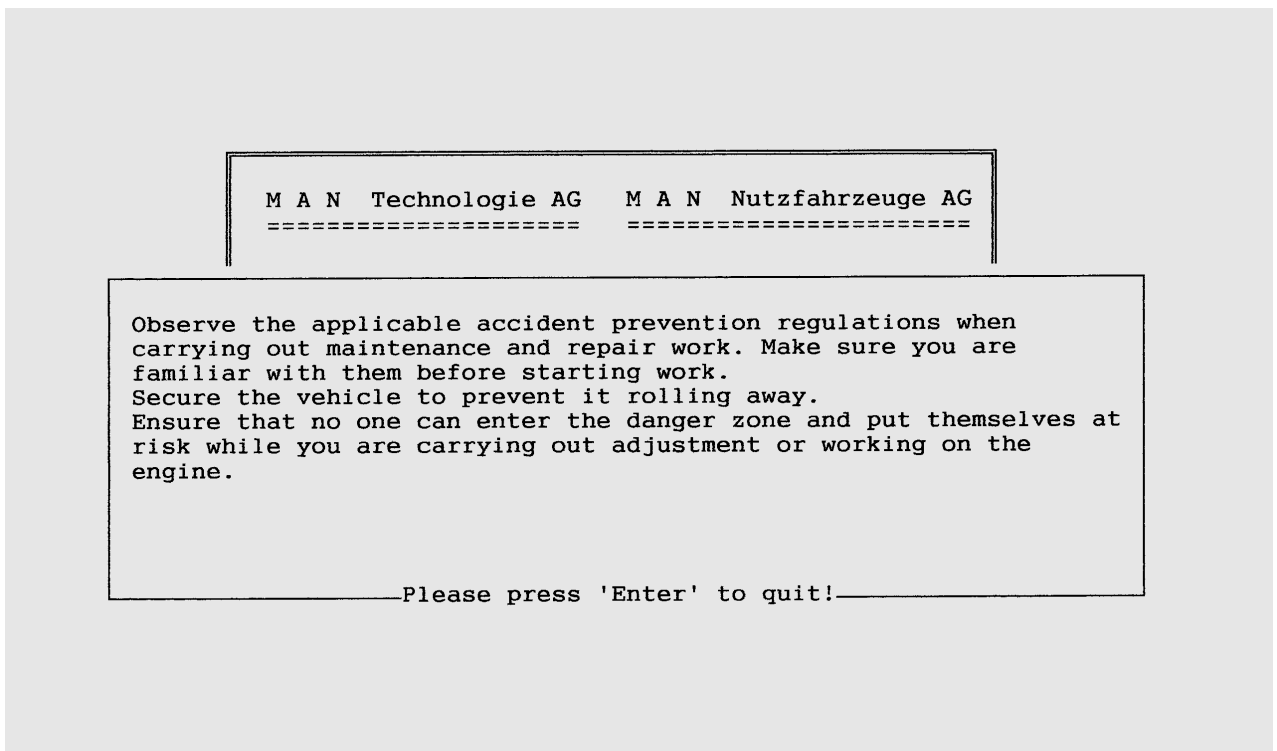 M A N  Technologie AG   M A N  Nutzfahrzeuge AG
=====================   =======================
Observe the applicable accident prevention regulations when
carrying out maintenance and repair work. Make sure you are
familiar with them before starting work.
Secure the vehicle to prevent it rolling away.
Ensure that no one can enter the danger zone and put themselves at
risk while you are carrying out adjustment or working on the
engine.
Please press 'Enter' to quit!